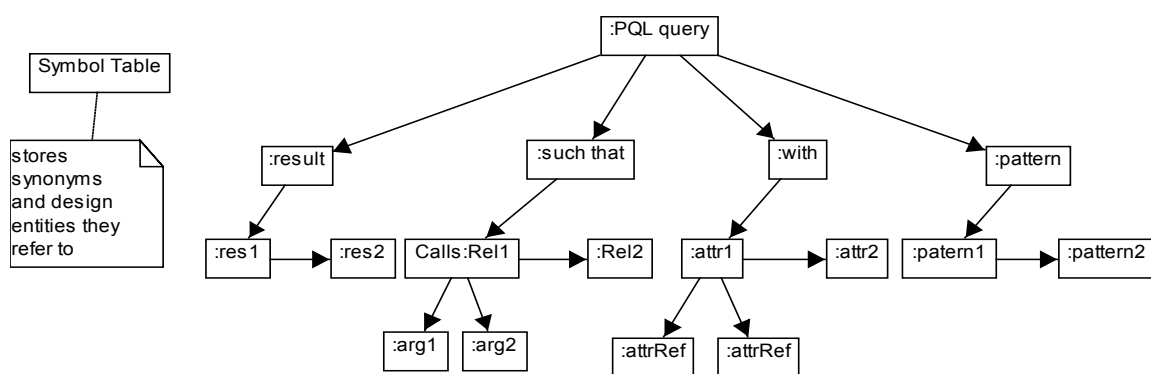 :PQL query
Symbol Table
stores
synonyms
and design
entities they
refer to
:result
:such that
:with
:pattern
:res1
:res2
Calls:Rel1
:Rel2
:attr1
:attr2
:patern1
:pattern2
:arg1
:arg2
:attrRef
:attrRef